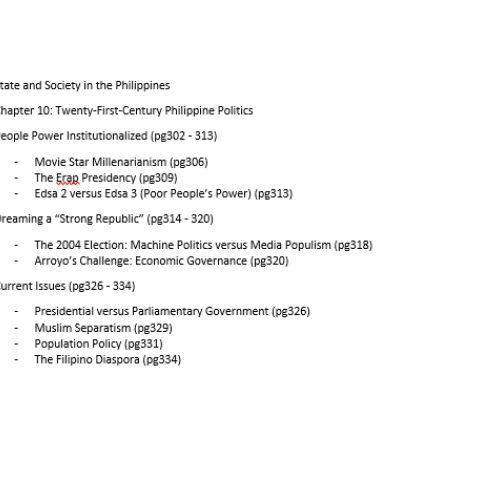 tate and Society in the Philippines
hapter 10: Twenty-First-Century Philippine Politics
eople Power Institutionalized (pg302 - 313)
- Movie Star Millenarianism (pg306)
- The Erap Presidency (pg309)
- Edsa 2 versus Edsa 3 (Poor People’s Power) (pg313)
reaming a “Strong Republic” (pg314 - 320)
- The 2004 Election: Machine Politics versus Media Populism (pg318)
- Arroyo’s Challenge: Economic Governance (pg320)
urrent Issues (pg326 - 334)
- Presidential versus Parliamentary Government (pg326)
- Muslim Separatism (pg329)
- Population Policy (pg331)
- The Filipino Diaspora (pg334)